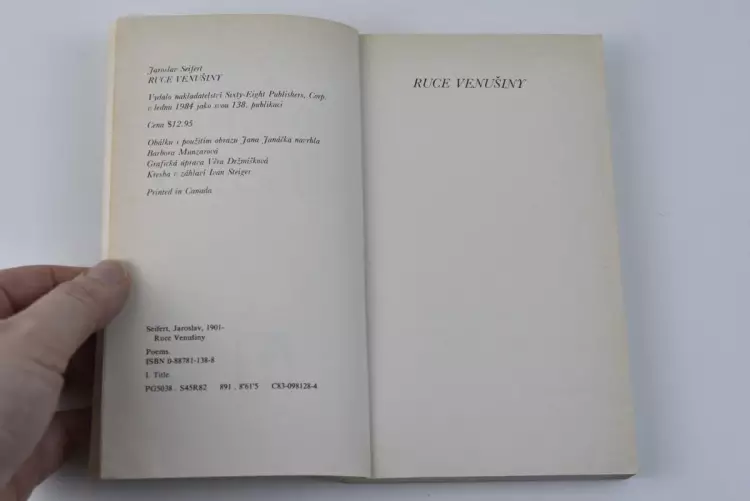 Jaroslav Seifert
RUCE VENUŠINY
Vydalo nakladatelství Sixty-Eight Publishers, Corp.
v lednu 1984 jako svou 138. publikaci
Cena $12.95
Obálku s použitím obrazu Jana Janáčka navrhla
Barbora Munzarová
Grafická úprava Věra Držmíšková
Kresba v záhlaví Ivan Steiger
Printed in Canada
Seifert, Jaroslav, 1901-
Ruce Venušiny
Poems.
ISBN 0-88781-138-8
I. Title.
PG5038 . S45R82 891 . 8'61'5 C83-098128-4
RUCE VENUŠINY